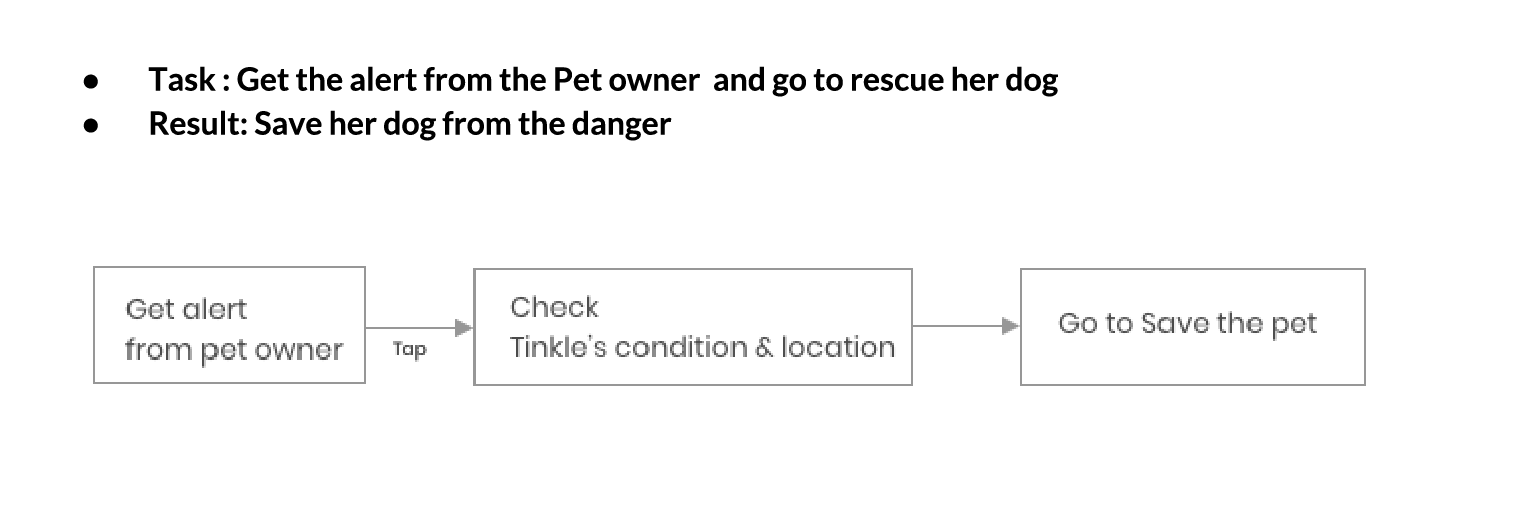 ● Task : Get the alert from the Pet owner  and go to rescue her dog
● Result: Save her dog from the danger
Get alert
from pet owner
Tap
Check
Tinkle's condition & location
Go to Save the pet